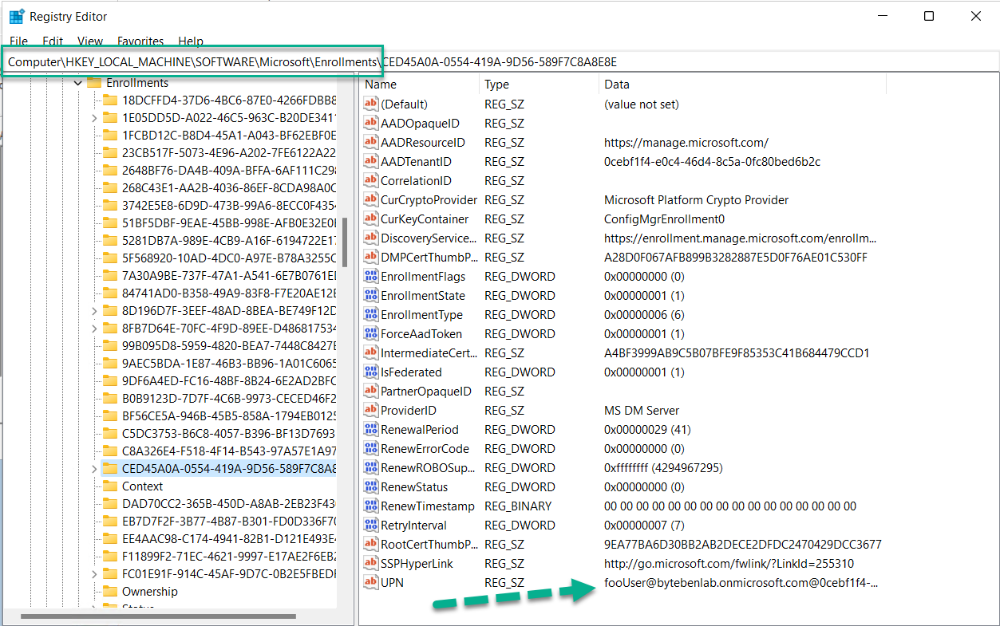 Registry Editor
File Edit View Favorites Help
Computer\HKEY_LOCAL_MACHINE\SOFTWARE\Microsoft\Enrollments\CED45A0A-0554-419A-9D56-589F7C8A8E8E
Enrollments
18DCFFD4-37D6-4BC6-87E0-4266FDBB8
1E05DD5D-A022-46C5-963C-B20DE341
1FCBD12C-B8D4-45A1-A043-BF62EBF0E
23CB517F-5073-4E96-A202-7FE6122A22
2648BF76-DA4B-409A-BFFA-6AF111C298
268C43E1-AA2B-4036-86EF-8CDA98A0C
3742E5E8-6D9D-473B-99A6-8ECC0F4354
51BF5DBF-9EAE-45BB-998E-AFB0E32E0
5281DB7A-989E-4CB9-A16F-6194722E17
5F568920-10AD-4DC0-A97E-B78A3255C
7A30A9BE-737F-47A1-A541-6E7B0761E
84741AD0-B358-49A9-83F8-F7E20AE12
8D196D7F-3EEF-48AD-8BEA-BE749F12D
8FB7D64E-70FC-4F9D-89EE-D48681753
99B095D8-5959-4820-BEA7-7448C8427
9AEC5BDA-1E87-46B3-BB96-1A01C6065
9DF6A4ED-FC16-48BF-8B24-6E2AD2BFC
B0B9123D-7D7F-4C6B-9973-CECED46F2
BF56CE5A-946B-45B5-858A-1794EB0125
C5DC3753-B6C8-4057-B396-BF13D7693
C8A326E4-F518-4F14-B543-97A57E1A97
CED45A0A-0554-419A-9D56-589F7C8A8
Context
DAD70CC2-365B-450D-A8AB-2EB23F43
EB7D7F2F-3B77-4B87-B301-FD0D336F7
EE4AAC98-C174-4941-82B1-D121E493E
F11899F2-71EC-4621-9997-E17AE2F6EB2
FC01E91F-914C-45AF-9D7C-0B2E5FBEDF
Ownership
Status
Name Type Data
(Default) REG_SZ (value not set)
AADOpaqueID REG_SZ
AADResourceID REG_SZ https://manage.microsoft.com/
AADTenantID REG_SZ 0cebf1f4-e0c4-46d4-8c5a-0fc80bed6b2c
CorrelationID REG_SZ
CurCryptoProvider REG_SZ Microsoft Platform Crypto Provider
CurKeyContainer REG_SZ ConfigMgrEnrollment0
DiscoveryService... REG_SZ https://enrollment.manage.microsoft.com/enrollm...
DMPCertThumbP... REG_SZ A28D0F067AFB899B3282887E5D0F76AE01C530FF
EnrollmentFlags REG_DWORD 0x00000000 (0)
EnrollmentState REG_DWORD 0x00000001 (1)
EnrollmentType REG_DWORD 0x00000006 (6)
ForceAadToken REG_DWORD 0x00000001 (1)
IntermediateCert... REG_SZ A4BF3999AB9C5B07BFE9F85353C41B684479CCD1
IsFederated REG_DWORD 0x00000001 (1)
PartnerOpaqueID REG_SZ
ProviderID REG_SZ MS DM Server
RenewalPeriod REG_DWORD 0x00000029 (41)
RenewErrorCode REG_DWORD 0x00000000 (0)
RenewROBOSup... REG_DWORD 0xffffffff (4294967295)
RenewStatus REG_DWORD 0x00000000 (0)
RenewTimestamp REG_BINARY 00 00 00 00 00 00 00 00 00 00 00 00 00 00 00 00
RetryInterval REG_DWORD 0x00000007 (7)
RootCertThumbP... REG_SZ 9EA77BA6D30BB2AB2DECE2DFDC2470429DCC3677
SSPHyperLink REG_SZ http://go.microsoft.com/fwlink/?LinkId=255310
UPN REG_SZ fooUser@bytebenlab.onmicrosoft.com@0cebf1f4-...